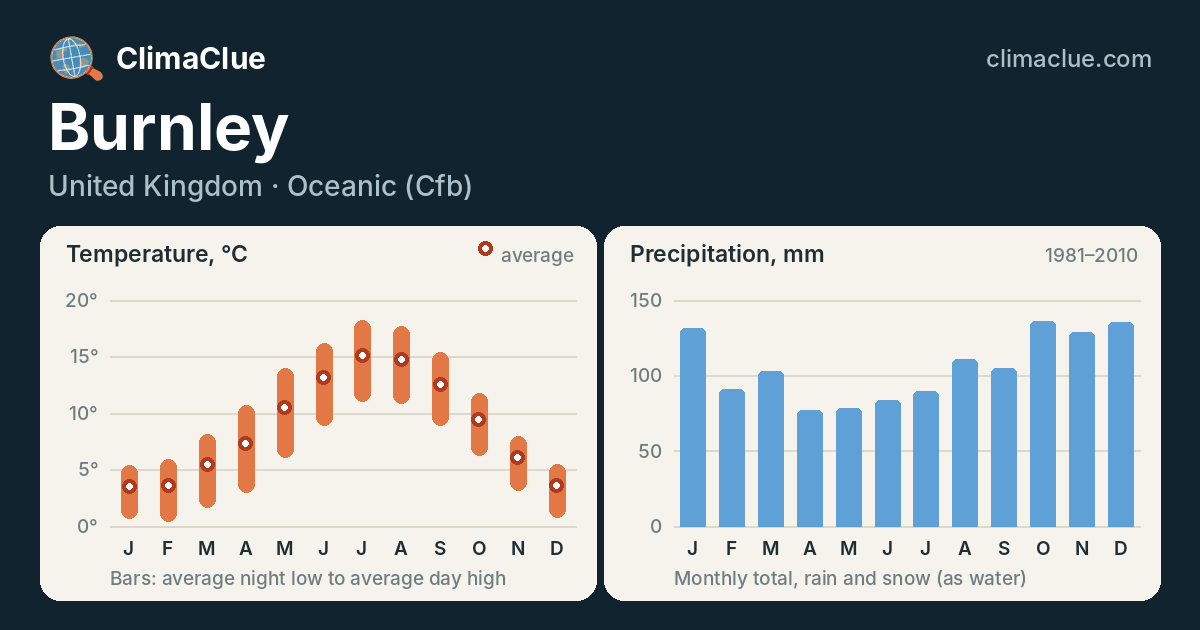 ClimaClue
climaclue.com
Burnley
United Kingdom · Oceanic (Cfb)
Temperature, °C
average
20°
15°
10°
5°
0°
J F M A M J J A S O N D
Bars: average night low to average day high
Precipitation, mm
1981–2010
150
100
50
0
J F M A M J J A S O N D
Monthly total, rain and snow (as water)